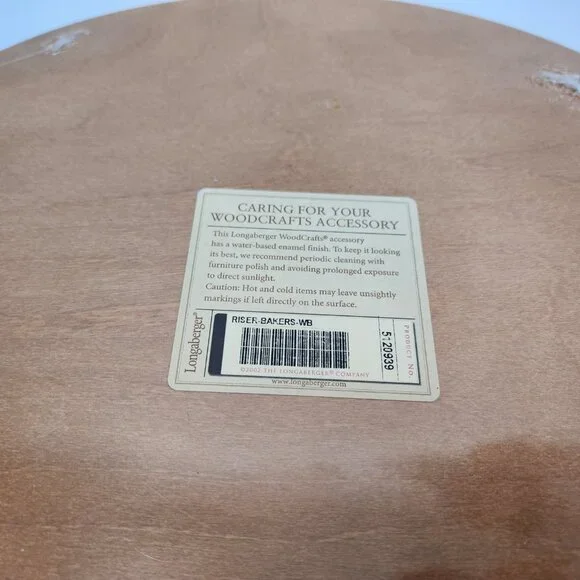 CARING FOR YOUR
WOODCRAFTS ACCESSORY
This Longaberger WoodCrafts® accessory
has a water-based enamel finish. To keep it looking
its best, we recommend periodic cleaning with
furniture polish and avoiding prolonged exposure
to direct sunlight.
Caution: Hot and cold items may leave unsightly
markings if left directly on the surface.
Longaberger®
RISER-BAKERS-WB
5120939
PRODUCT NO.
©2002 THE LONGABERGER® COMPANY
www.longaberger.com